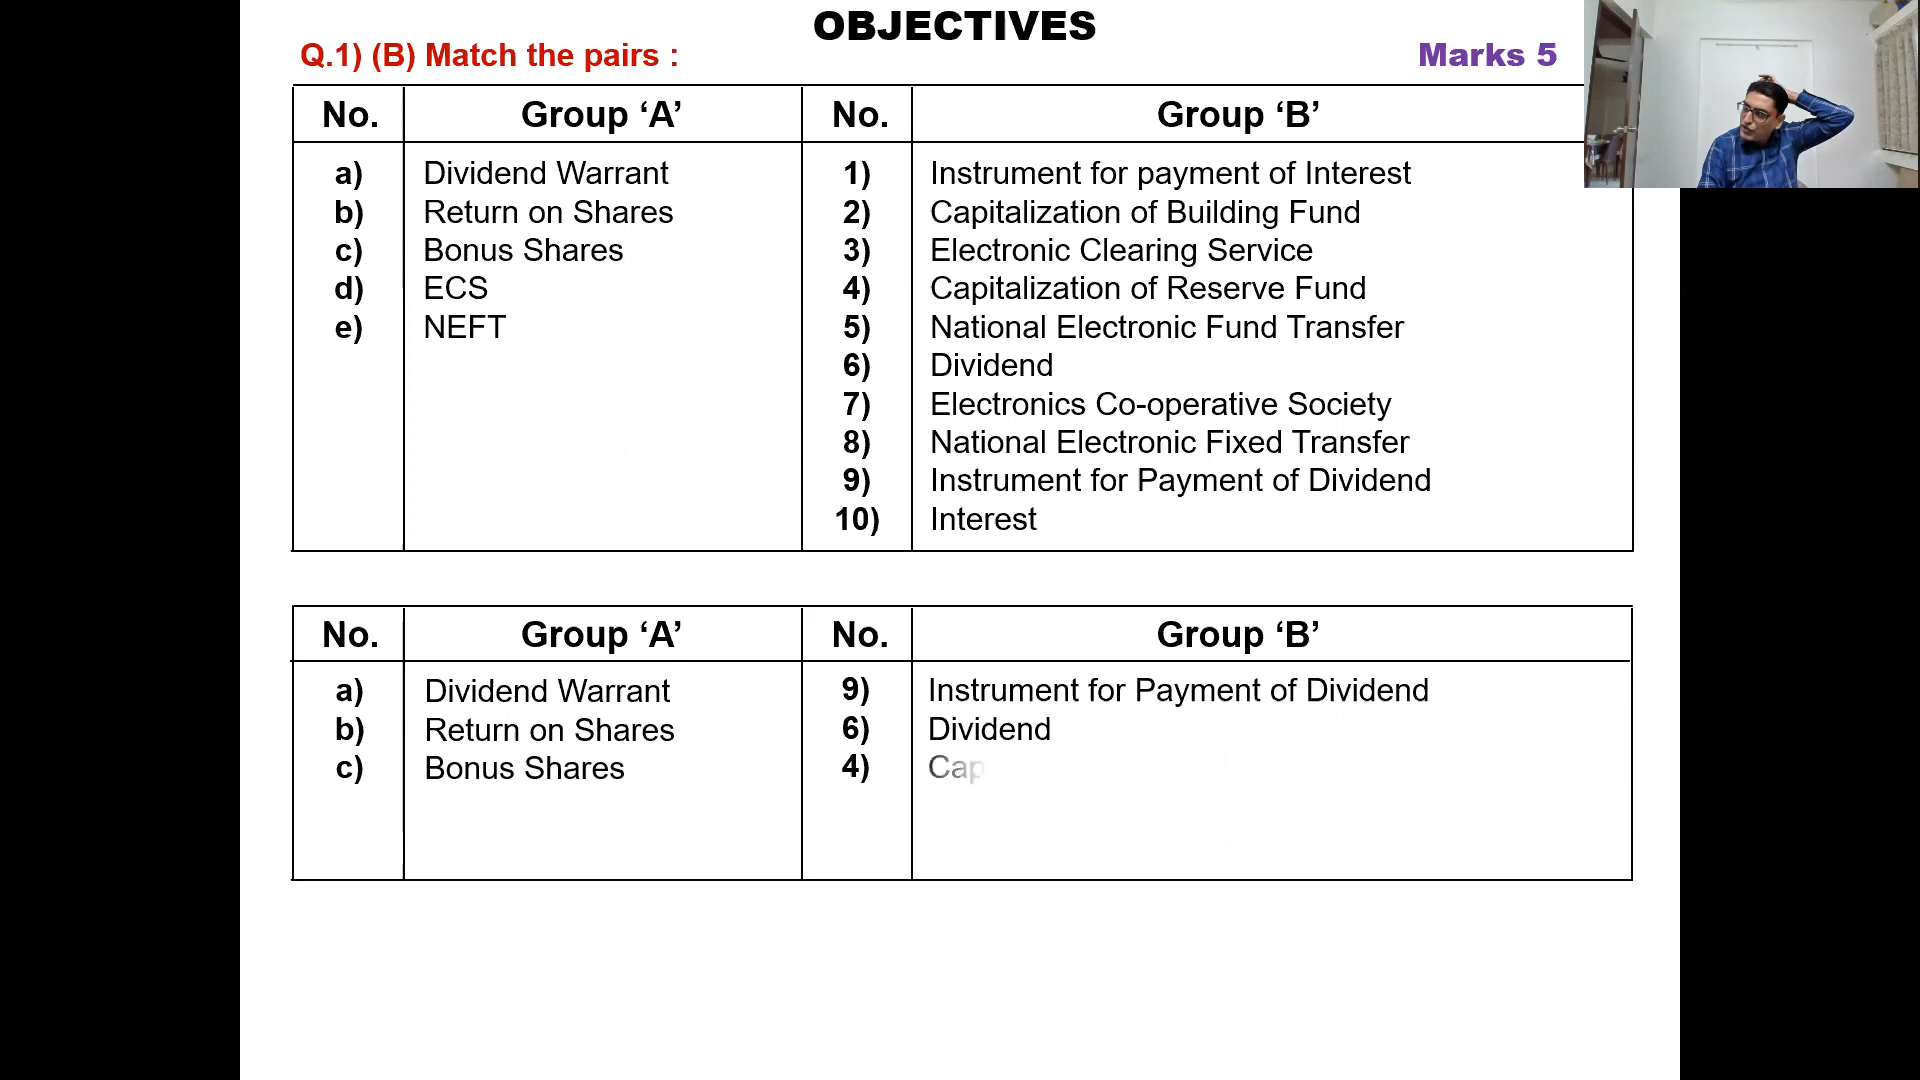 OBJECTIVES
Q.1) (B) Match the pairs : Marks 5
No. Group ‘A’ No. Group ‘B’
a) Dividend Warrant 1) Instrument for payment of Interest
b) Return on Shares 2) Capitalization of Building Fund
c) Bonus Shares 3) Electronic Clearing Service
d) ECS 4) Capitalization of Reserve Fund
e) NEFT 5) National Electronic Fund Transfer
6) Dividend
7) Electronics Co-operative Society
8) National Electronic Fixed Transfer
9) Instrument for Payment of Dividend
10) Interest
No. Group ‘A’ No. Group ‘B’
a) Dividend Warrant 9) Instrument for Payment of Dividend
b) Return on Shares 6) Dividend
c) Bonus Shares 4) Cap